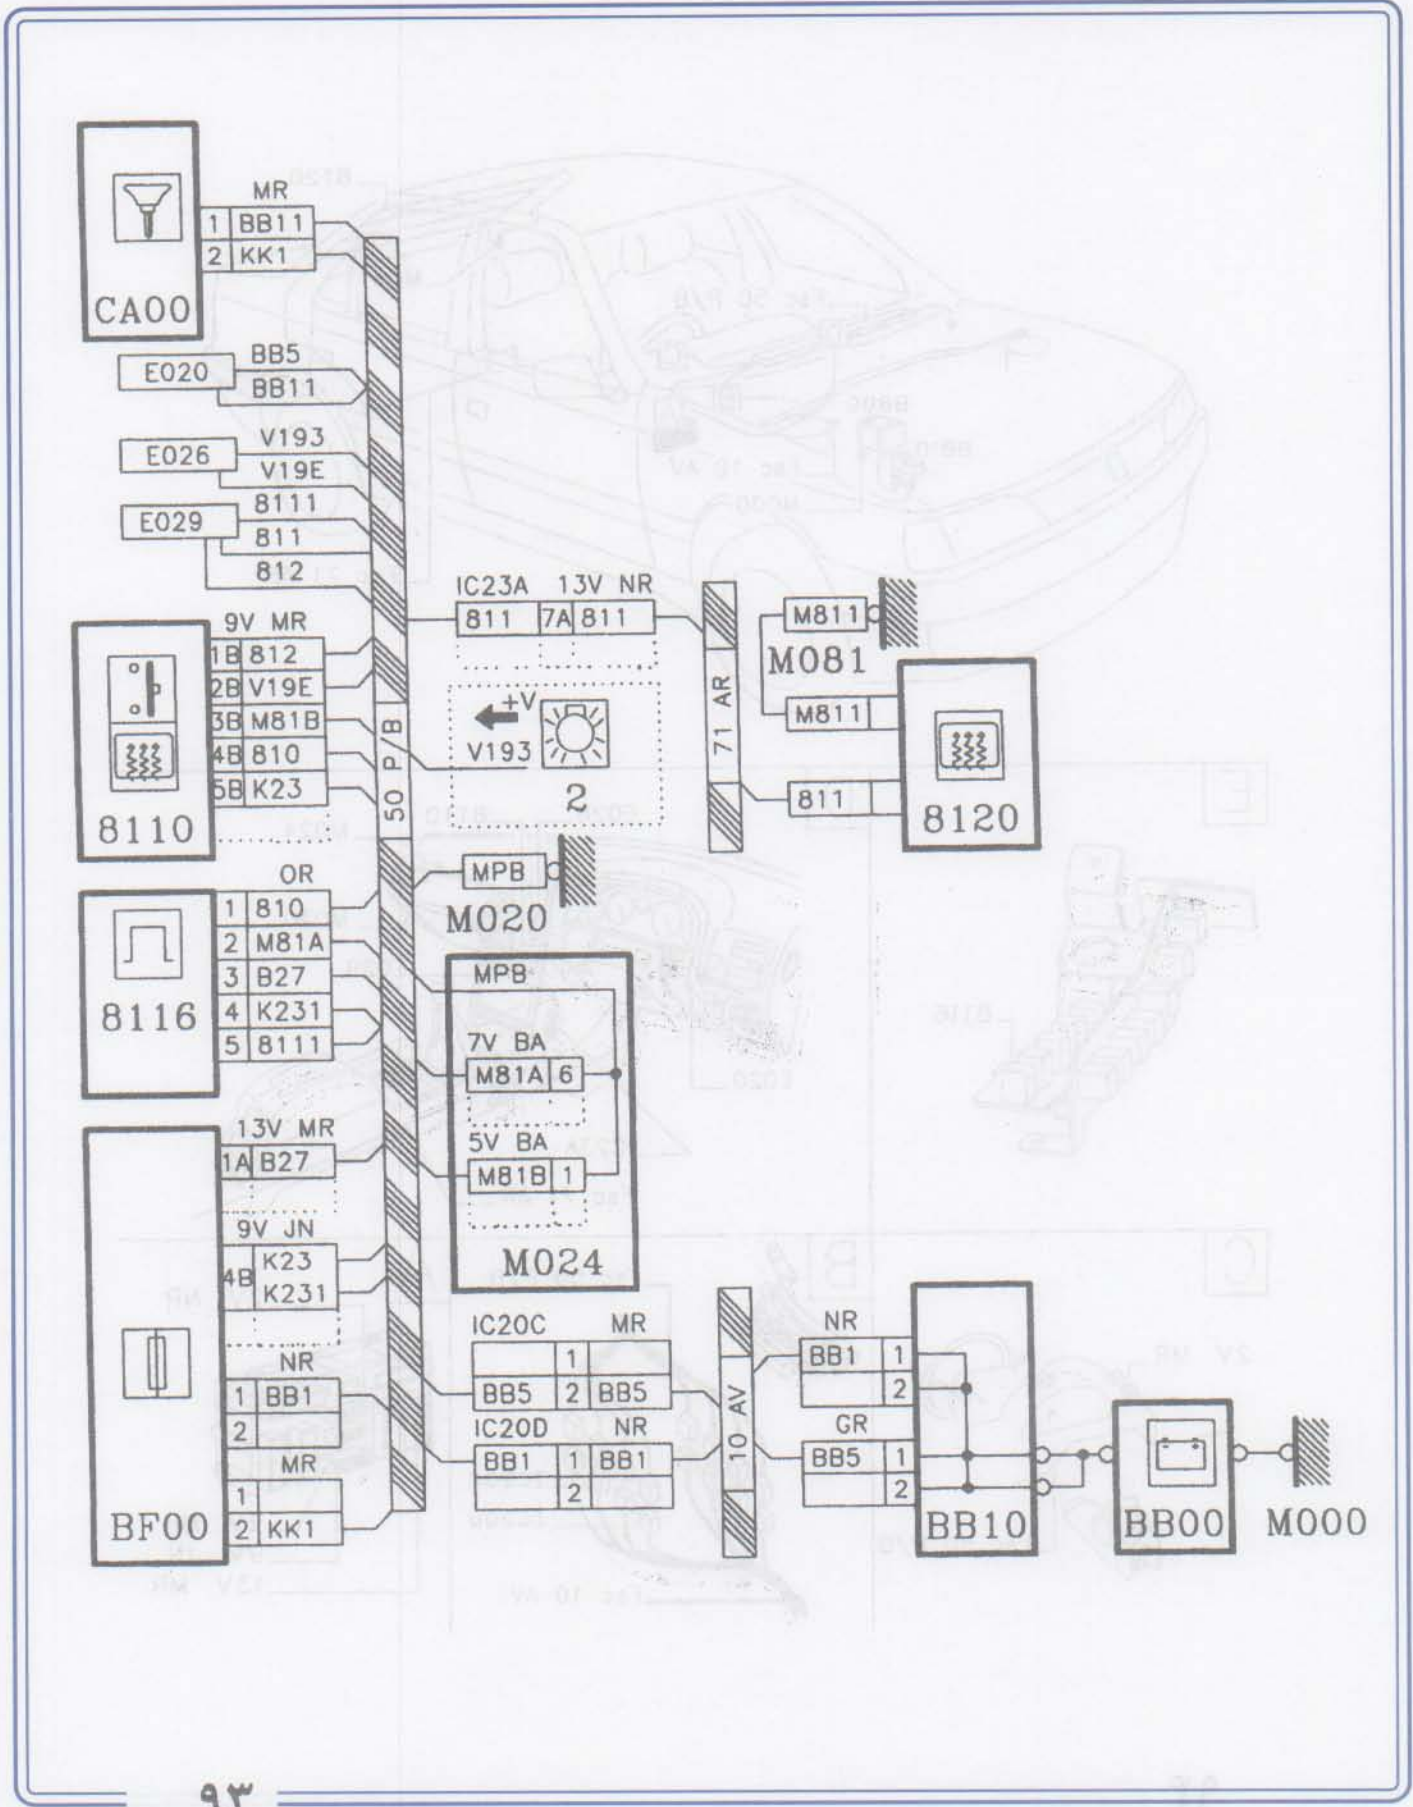 MR
1 BB11
2 KK1
CA00
E020
BB5
BB11
E026
V193
V19E
E029
8111
811
812
9V MR
1B 812
2B V19E
3B M81B
4B 810
5B K23
8110
50 P/B
IC23A 13V NR
811 7A 811
+V
V193
2
71 AR
M811
M081
M811
811
8120
MPB
M020
OR
1 810
2 M81A
3 B27
4 K231
5 8111
8116
MPB
7V BA
M81A 6
5V BA
M81B 1
M024
13V MR
1A B27
9V JN
4B K23
K231
NR
1 BB1
2
MR
1
2 KK1
BF00
IC20C MR
1
BB5 2 BB5
IC20D NR
BB1 1 BB1
2
10 AV
NR
BB1 1
2
GR
BB5 1
2
BB10
BB00
M000
۹۳